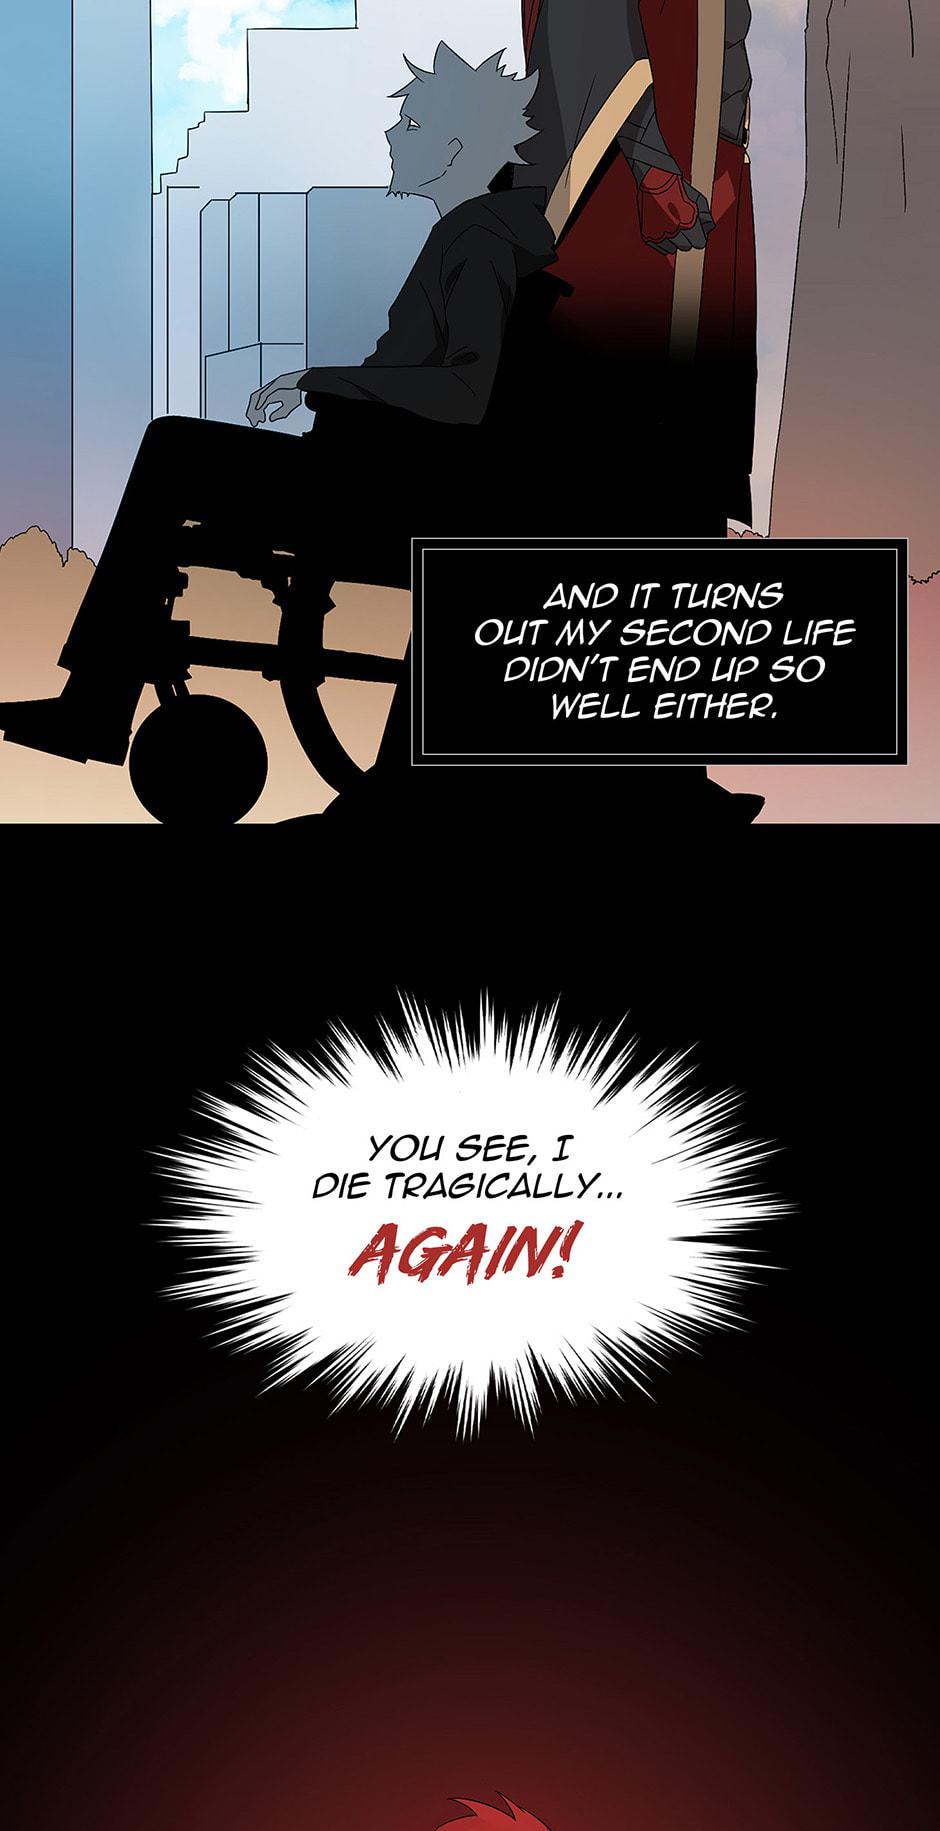 AND IT TURNS
OUT MY SECOND LIFE
DIDN'T END UP SO
WELL EITHER.
YOU SEE, I
DIE TRAGICALLY...
AGAIN!